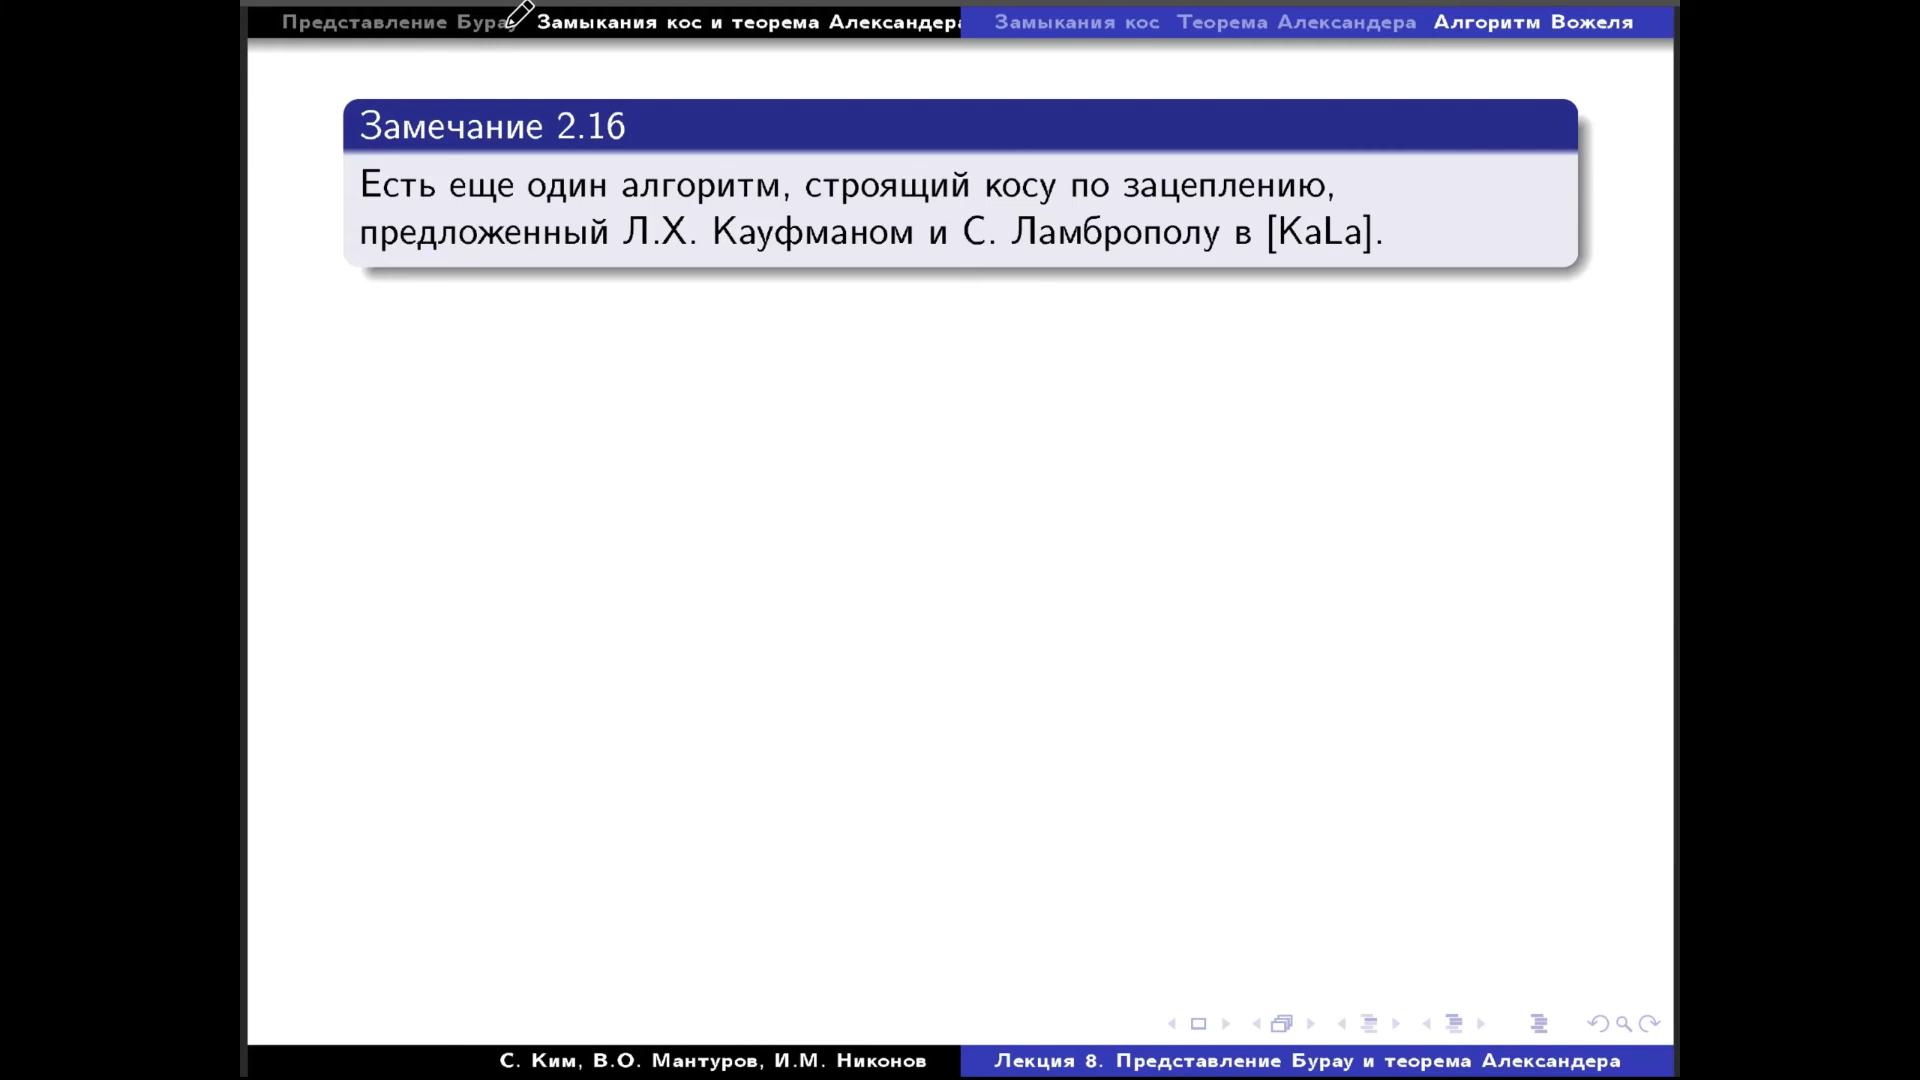 Представление Бурау Замыкания кос и теорема Александера Замыкания кос Теорема Александера Алгоритм Вожеля
Замечание 2.16
Есть еще один алгоритм, строящий косу по зацеплению,
предложенный Л.Х. Кауфманом и С. Ламброполу в [KaLa].
С. Ким, В.О. Мантуров, И.М. Никонов Лекция 8. Представление Бурау и теорема Александера